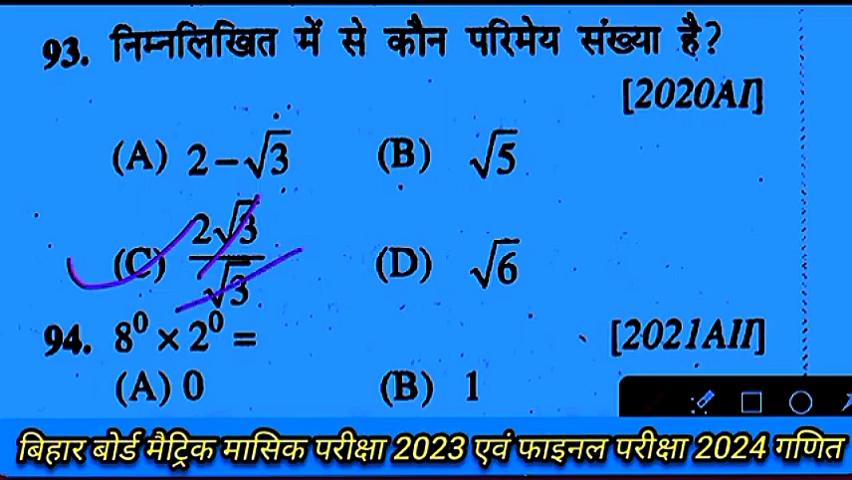 93. निम्नलिखित में से कौन परिमेय संख्या है?
[2020AI]
(A) 2 – √3 (B) √5
(C) 2√3/√3 (D) √6
94. 8⁰ × 2⁰ = [2021AII]
(A) 0 (B) 1
बिहार बोर्ड मैट्रिक मासिक परीक्षा 2023 एवं फाइनल परीक्षा 2024 गणित